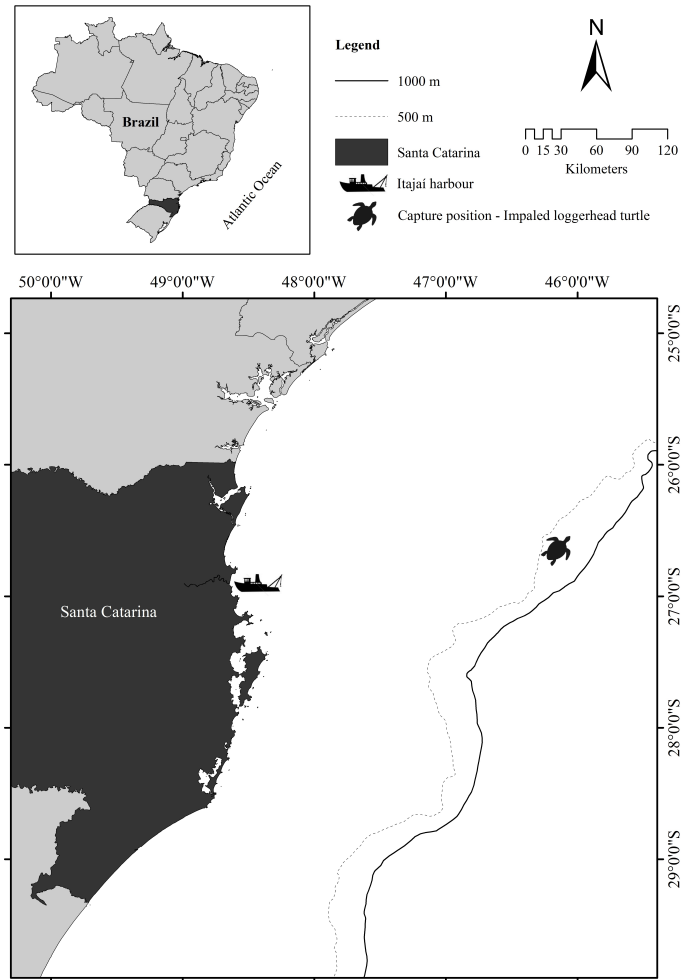 Brazil
Atlantic Ocean
Legend
1000 m
500 m
Santa Catarina
Itajaí harbour
Capture position - Impaled loggerhead turtle
N
0 15 30 60 90 120
Kilometers
50°0'0"W 49°0'0"W 48°0'0"W 47°0'0"W 46°0'0"W
25°0'0"S
26°0'0"S
27°0'0"S
28°0'0"S
29°0'0"S
Santa Catarina